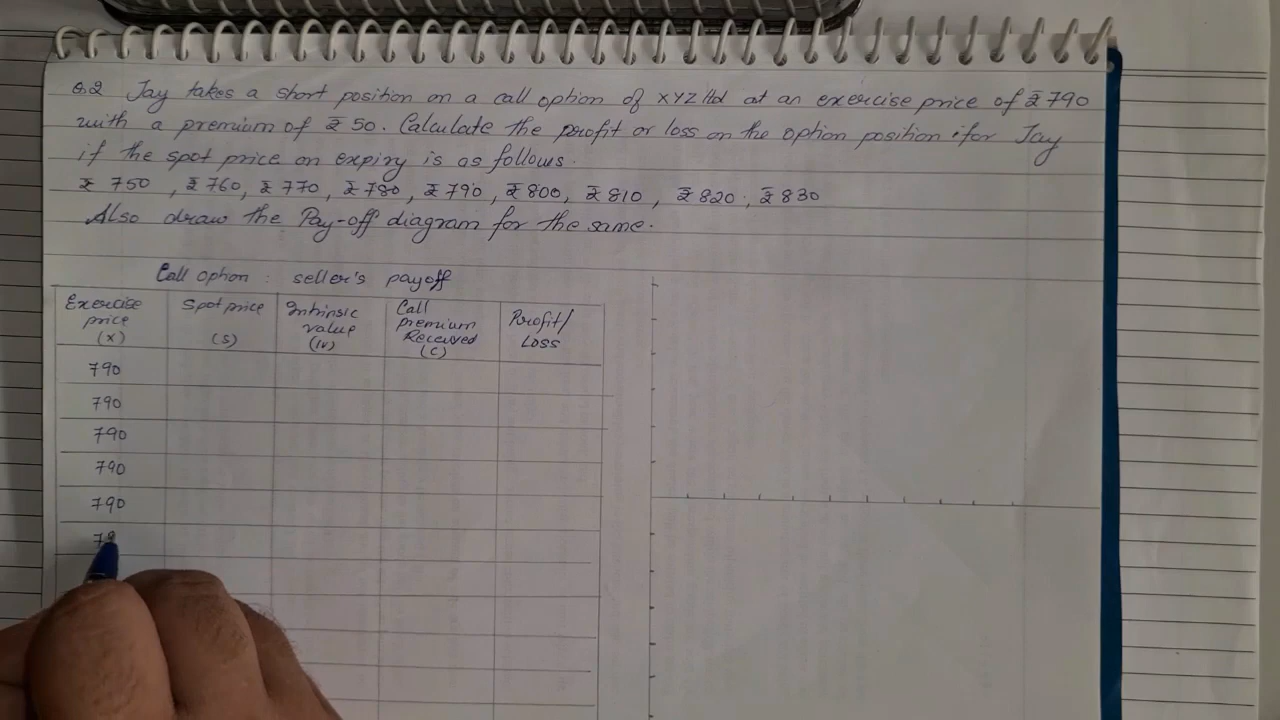 Q.2 Jay takes a short position on a call option of XYZ ltd at an exercise price of ₹ 790
with a premium of ₹ 50. Calculate the profit or loss on the option position for Jay
if the spot price on expiry is as follows.
₹ 750, ₹ 760, ₹ 770, ₹ 780, ₹ 790, ₹ 800, ₹ 810, ₹ 820, ₹ 830
Also draw the Pay-off diagram for the same.
Call option : seller's payoff
Exercise price (X) Spot price (S) Intrinsic value (IV) Call premium Received (C) Profit/ Loss
790
790
790
790
790